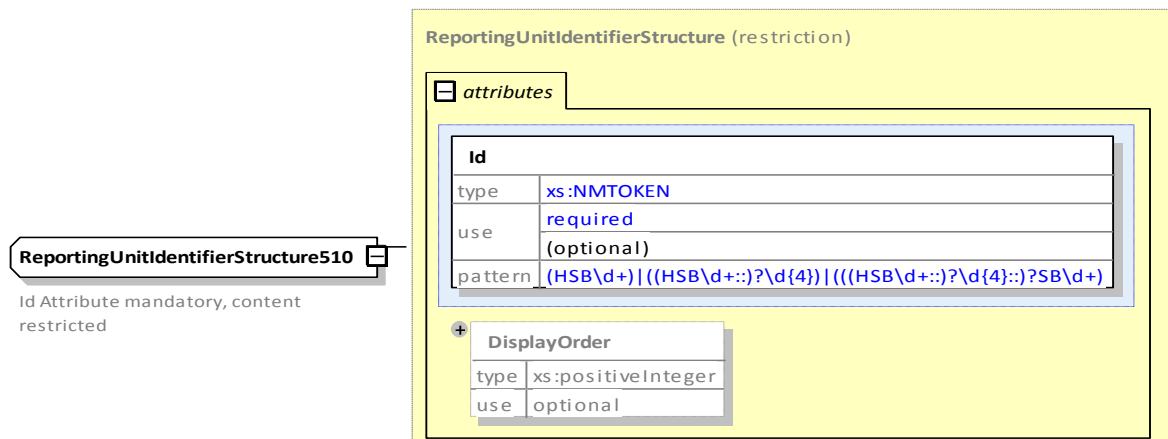 ReportingUnitIdentifierStructure (restriction)
attributes
Id
type xs:NMTOKEN
use required
(optional)
pattern (HSB\d+)|((HSB\d+::)?\d{4})|(((HSB\d+::)?\d{4}::)?SB\d+)
ReportingUnitIdentifierStructure510
Id Attribute mandatory, content
restricted
DisplayOrder
type xs:positiveInteger
use optional